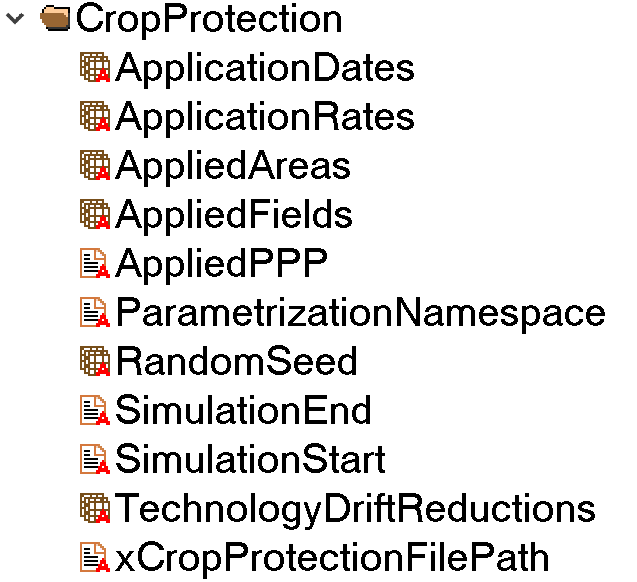 CropProtection
ApplicationDates
ApplicationRates
AppliedAreas
AppliedFields
AppliedPPP
ParametrizationNamespace
RandomSeed
SimulationEnd
SimulationStart
TechnologyDriftReductions
xCropProtectionFilePath